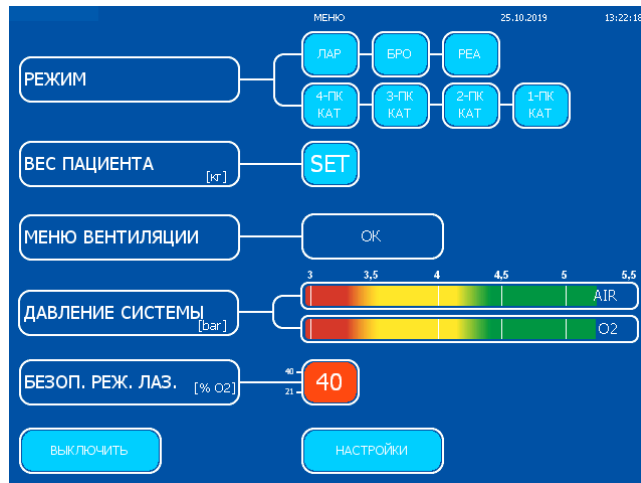 МЕНЮ 25.10.2019 13:22:18
ЛАР БРО РЕА
РЕЖИМ
4-ПК 3-ПК 2-ПК 1-ПК
КАТ КАТ КАТ КАТ
ВЕС ПАЦИЕНТА [кг] SET
МЕНЮ ВЕНТИЛЯЦИИ OK
3 3,5 4 4,5 5 5,5
AIR
ДАВЛЕНИЕ СИСТЕМЫ [bar]
O2
БЕЗОП. РЕЖ. ЛАЗ. [% O2] 40 21 40
ВЫКЛЮЧИТЬ НАСТРОЙКИ